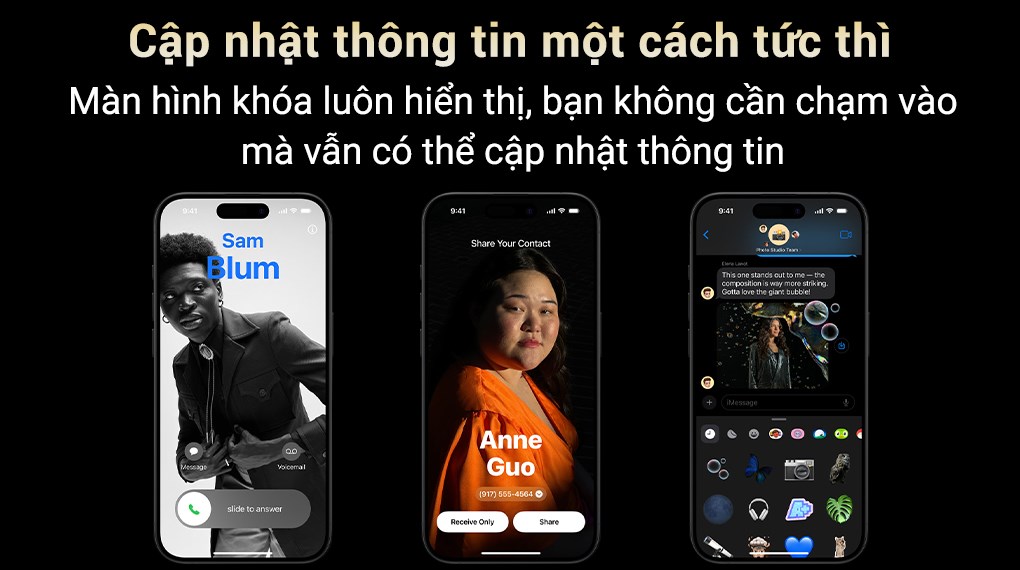 Cập nhật thông tin một cách tức thì
Màn hình khóa luôn hiển thị, bạn không cần chạm vào
mà vẫn có thể cập nhật thông tin
9:41
Sam
Blum
Message
Voicemail
slide to answer
9:41
Share Your Contact
Anne
Guo
(917) 555-4564
Receive Only
Share
9:41
Photo Studio Team
Elena Lanot
This one stands out to me — the
composition is way more striking.
Gotta love the giant bubble!
iMessage